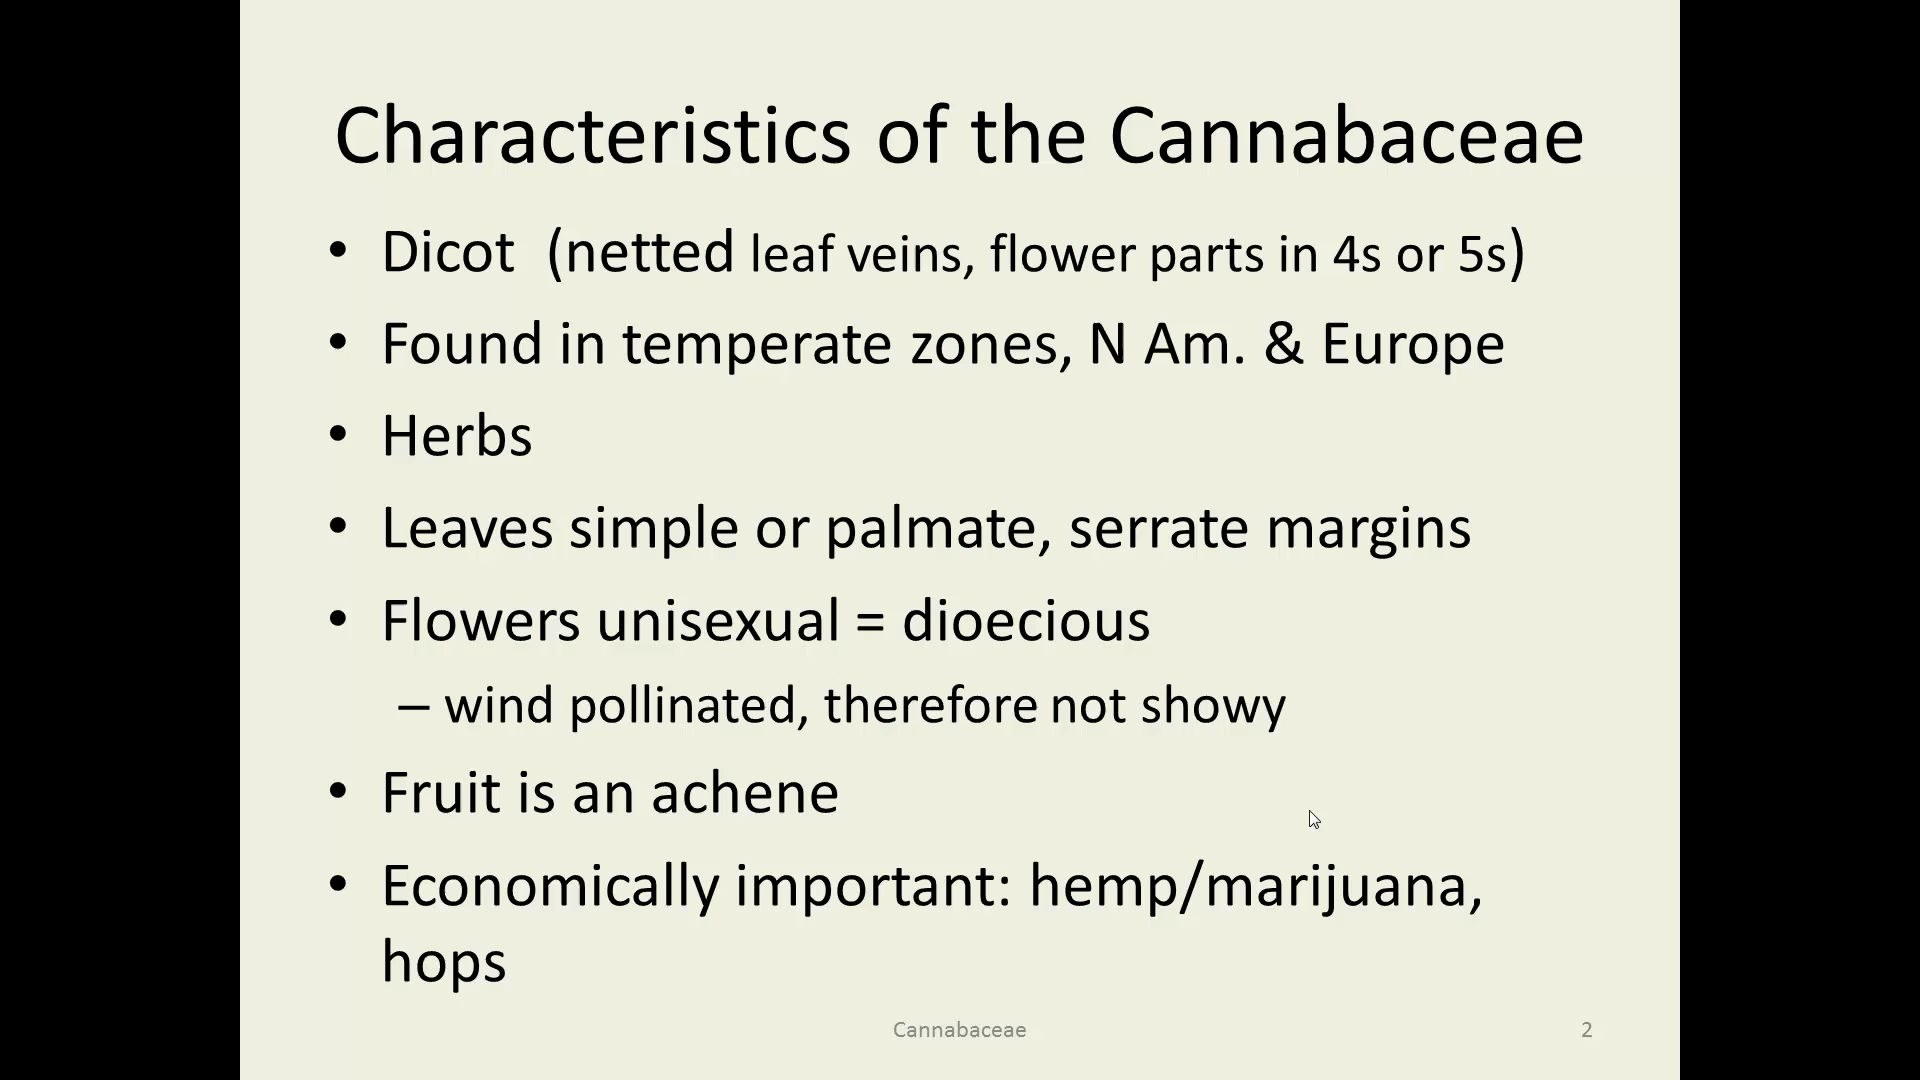 Characteristics of the Cannabaceae
• Dicot (netted leaf veins, flower parts in 4s or 5s)
• Found in temperate zones, N Am. & Europe
• Herbs
• Leaves simple or palmate, serrate margins
• Flowers unisexual = dioecious
– wind pollinated, therefore not showy
• Fruit is an achene
• Economically important: hemp/marijuana,
hops
Cannabaceae
2